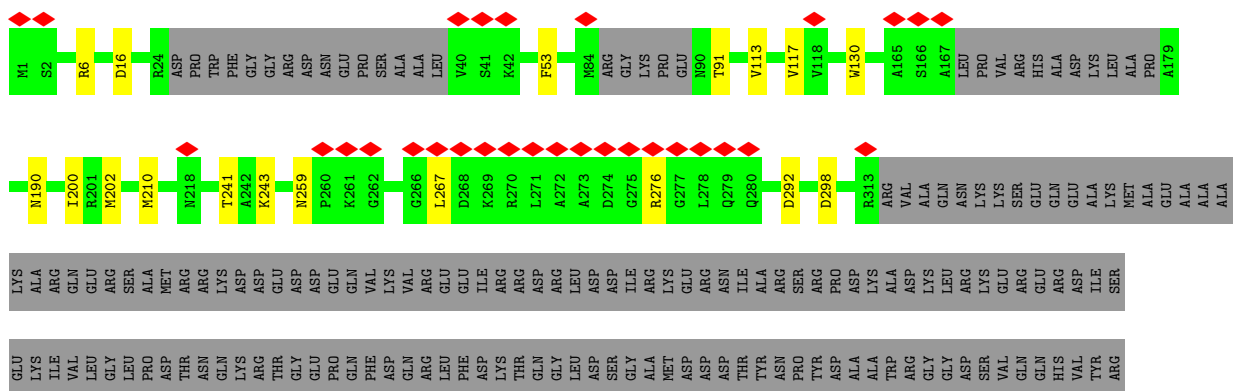 M1 S2 R6 D16 R24 ASP PRO TRP PHE GLY GLY ARG ASP ASN GLU PRO SER ALA ALA LEU V40 S41 K42 F53 M84 ARG GLY LYS PRO GLU N90 T91 V113 V117 V118 W130 A165 S166 A167 LEU PRO VAL ARG HIS ALA ASP LYS LEU ALA PRO A179
N190 I200 R201 M202 M210 N218 T241 A242 K243 N259 P260 K261 G262 G266 L267 D268 K269 R270 L271 A272 A273 D274 G275 R276 G277 L278 Q279 Q280 D292 D298 R313 ARG VAL ALA GLN ASN LYS LYS SER GLU GLN GLU ALA LYS MET ALA GLU ALA ALA ALA
LYS ALA ARG GLN GLU ARG SER ALA MET ARG ARG LYS ASP ASP GLU ASP ASP GLU GLN VAL LYS VAL ARG GLU PHE ILE ARG ARG ASP ARG LEU ASP ASP ILE ARG LYS GLU ARG ASN ILE ALA ARG SER ARG PRO ASP LYS ALA ASP LYS LEU ARG SER LYS GLU ARG GLU ARG ASP ILE SER
GLU LYS ILE VAL LEU GLY LEU PRO ASP THR ASN GLN LYS ARG THR GLY GLU PRO GLN PHE ASP GLN ARG LEU PHE ASP LYS THR GLN GLY LEU ASP SER GLY ALA MET ASP ASP ASP THR TYR ASN PRO TYR ASP ALA ALA TRP ARG GLY GLY ASP SER VAL GLN GLN HIS VAL TYR ARG